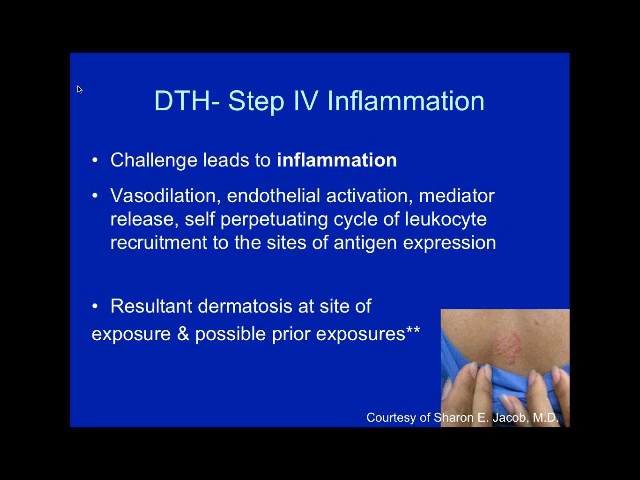 DTH- Step IV Inflammation
• Challenge leads to inflammation
• Vasodilation, endothelial activation, mediator
release, self perpetuating cycle of leukocyte
recruitment to the sites of antigen expression
• Resultant dermatosis at site of
exposure & possible prior exposures**
Courtesy of Sharon E. Jacob, M.D.